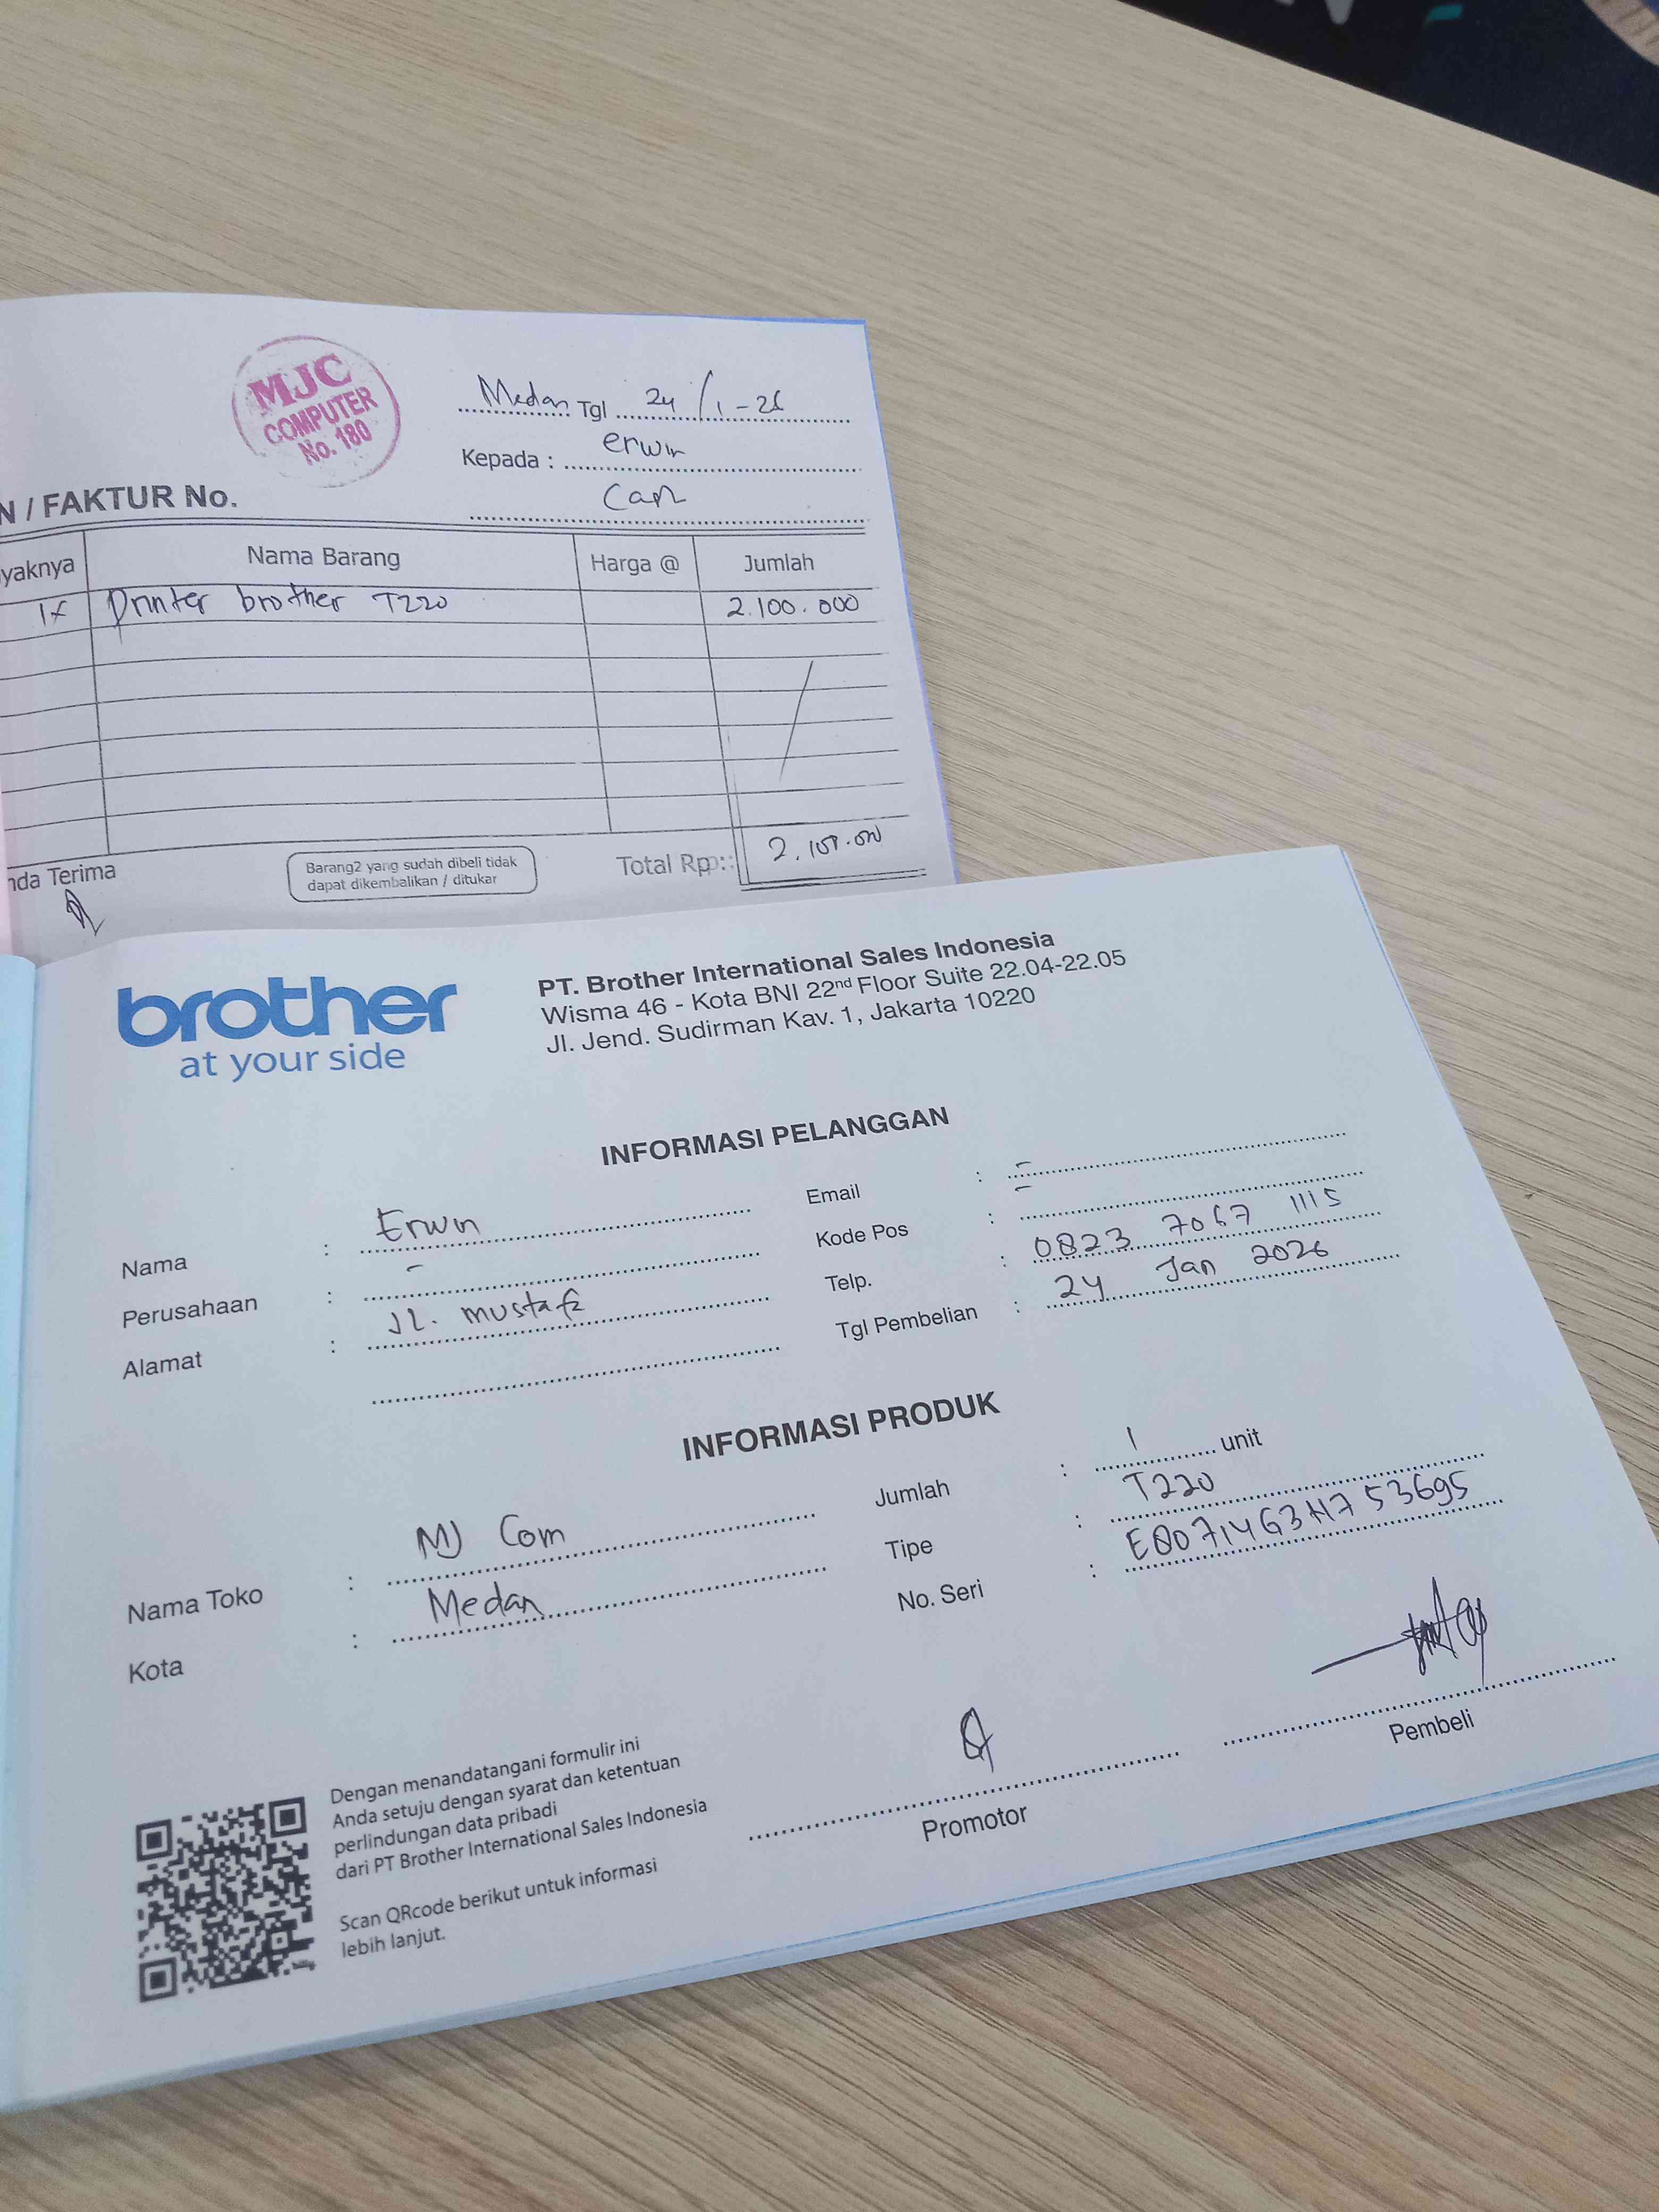 MJC
COMPUTER
No. 180
Medan Tgl 24/1-26
Kepada : erwin
Cash
N / FAKTUR No.
yaknya Nama Barang Harga @ Jumlah
1x Printer brother T220 2.100.000
nda Terima
Barang2 yang sudah dibeli tidak
dapat dikembalikan / ditukar
Total Rp : 2.100.000
brother
at your side
PT. Brother International Sales Indonesia
Wisma 46 - Kota BNI 22nd Floor Suite 22.04-22.05
Jl. Jend. Sudirman Kav. 1, Jakarta 10220
INFORMASI PELANGGAN
Nama : Erwin
Perusahaan : -
Alamat : JL. mustafa
Email : -
Kode Pos : -
Telp. : 0823 7067 1115
Tgl Pembelian : 24 Jan 2026
INFORMASI PRODUK
Nama Toko : MJ Com
Kota : Medan
Jumlah : 1 unit
Tipe : T220
No. Seri : E80714G3H753695
Dengan menandatangani formulir ini
Anda setuju dengan syarat dan ketentuan
perlindungan data pribadi
dari PT Brother International Sales Indonesia
Scan QRcode berikut untuk informasi
lebih lanjut.
Promotor
Pembeli